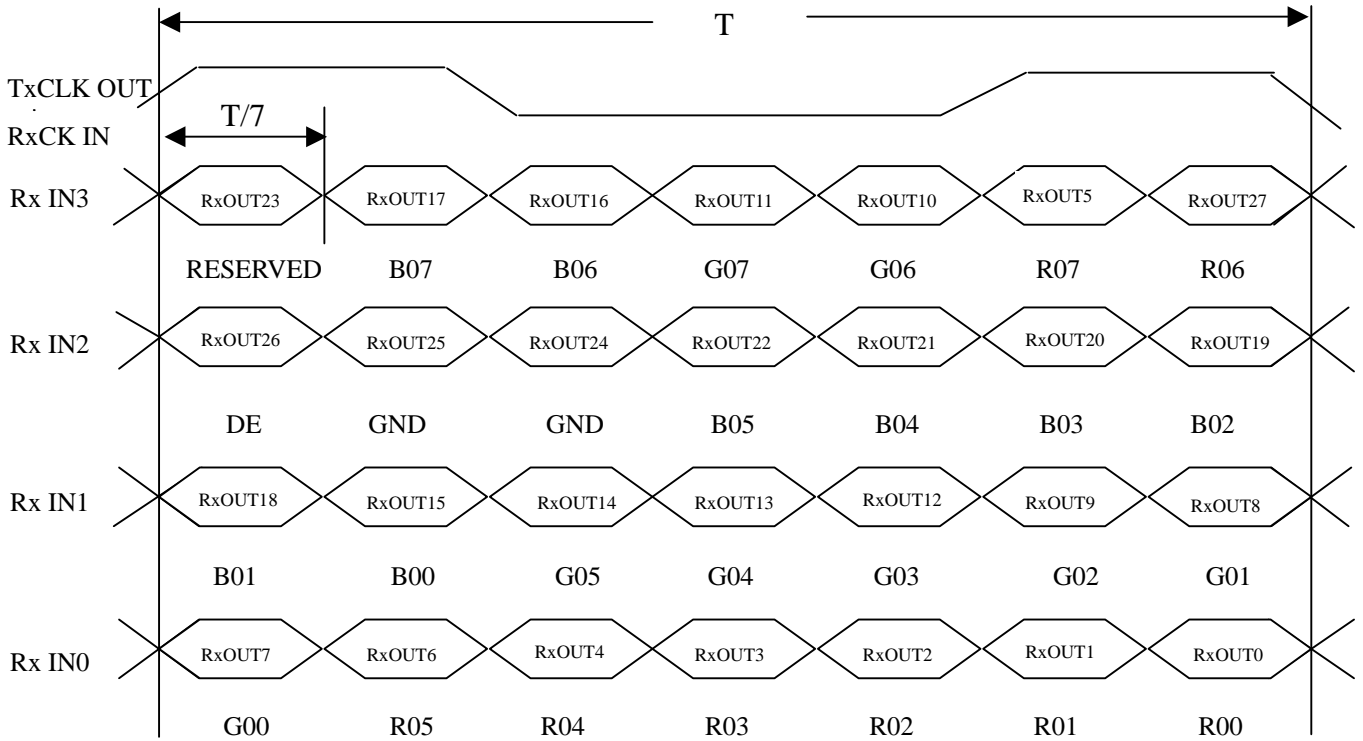 T
TxCLK OUT
T/7
RxCK IN
Rx IN3 RxOUT23 RxOUT17 RxOUT16 RxOUT11 RxOUT10 RxOUT5 RxOUT27
RESERVED B07 B06 G07 G06 R07 R06
Rx IN2 RxOUT26 RxOUT25 RxOUT24 RxOUT22 RxOUT21 RxOUT20 RxOUT19
DE GND GND B05 B04 B03 B02
Rx IN1 RxOUT18 RxOUT15 RxOUT14 RxOUT13 RxOUT12 RxOUT9 RxOUT8
B01 B00 G05 G04 G03 G02 G01
Rx IN0 RxOUT7 RxOUT6 RxOUT4 RxOUT3 RxOUT2 RxOUT1 RxOUT0
G00 R05 R04 R03 R02 R01 R00